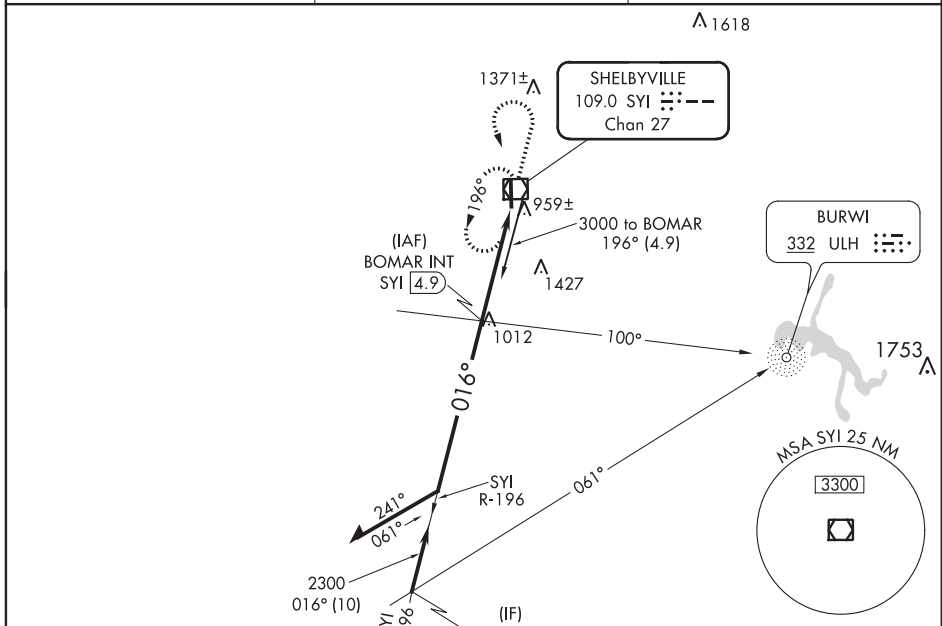 1618
1371±
SHELBYVILLE
109.0 SYI
Chan 27
196°
959±
3000 to BOMAR
196° (4.9)
(IAF)
BOMAR INT
SYI 4.9
1427
BURWI
332 ULH
1012
100°
1753
016°
MSA SYI 25 NM
3300
SYI
R-196
061°
241°
061°
2300
016° (10)
(IF)